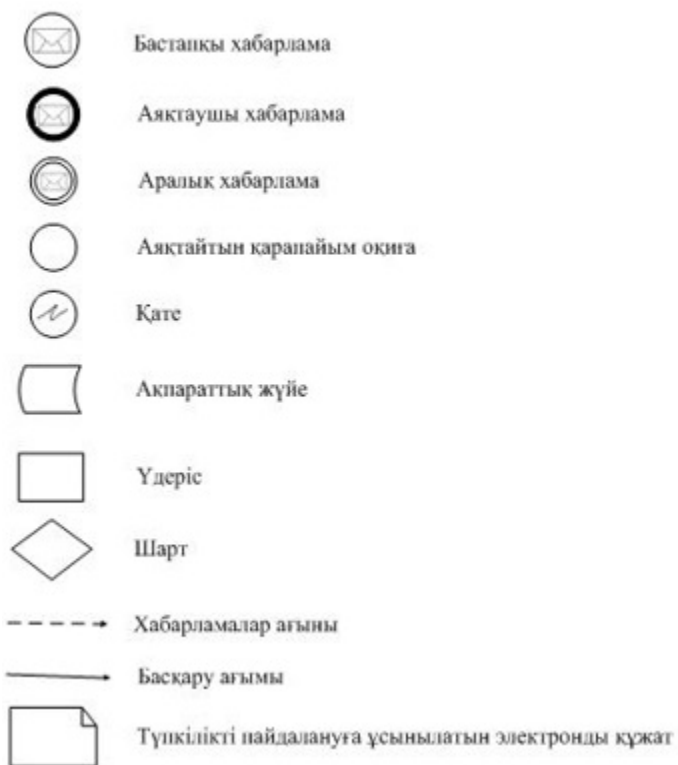 Бастапқы хабарлама
Аяқтаушы хабарлама
Аралық хабарлама
Аяқтайтын қарапайым оқиға
Қате
Ақпараттық жүйе
Үдеріс
Шарт
Хабарламалар ағыны
Басқару ағымы
Түпкілікті пайдалануға ұсынылатын электронды құжат